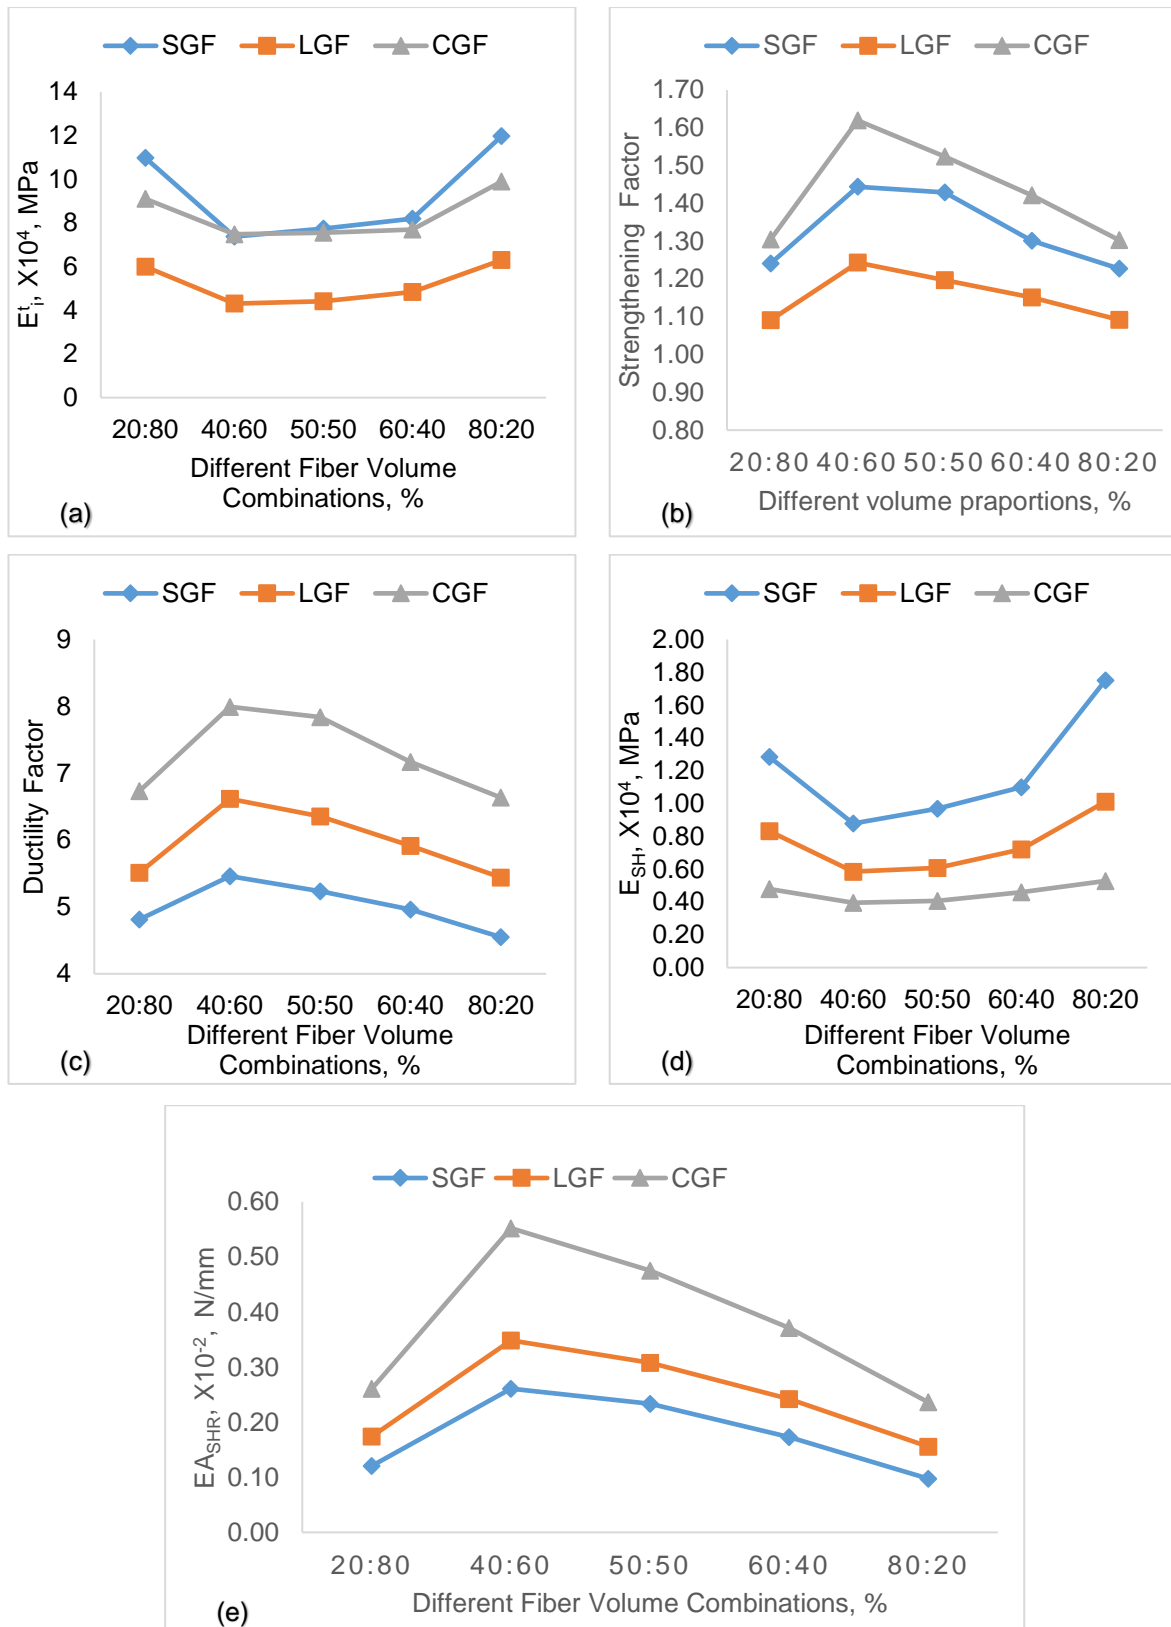 SGF LGF CGF
14
12
10
8
6
4
2
0
Eᵗᵢ, X10⁴, MPa
20:80 40:60 50:50 60:40 80:20
Different Fiber Volume
Combinations, %
(a)
SGF LGF CGF
1.70
1.60
1.50
1.40
1.30
1.20
1.10
1.00
0.90
0.80
Strengthening Factor
20:80 40:60 50:50 60:40 80:20
Different volume praportions, %
(b)
SGF LGF CGF
9
8
7
6
5
4
Ductility Factor
20:80 40:60 50:50 60:40 80:20
Different Fiber Volume
Combinations, %
(c)
SGF LGF CGF
2.00
1.80
1.60
1.40
1.20
1.00
0.80
0.60
0.40
0.20
0.00
E_SH, X10⁴, MPa
20:80 40:60 50:50 60:40 80:20
Different Fiber Volume
Combinations, %
(d)
SGF LGF CGF
0.60
0.50
0.40
0.30
0.20
0.10
0.00
EA_SHR, X10⁻², N/mm
20:80 40:60 50:50 60:40 80:20
Different Fiber Volume Combinations, %
(e)